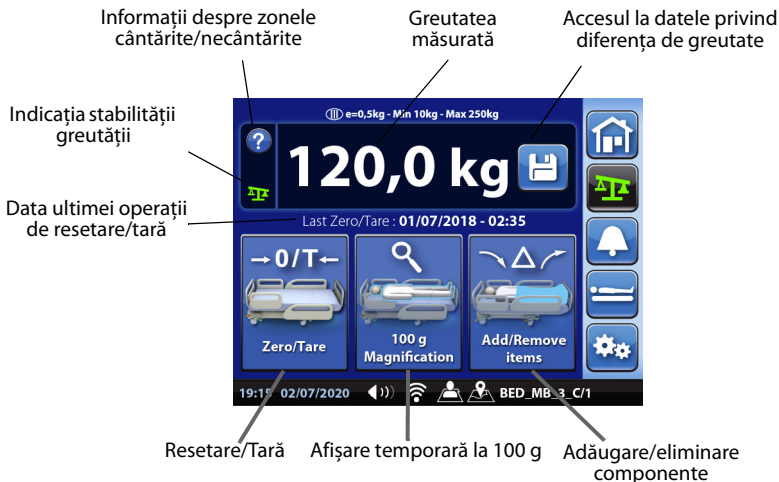 Informații despre zonele
cântărite/necântărite
Greutatea
măsurată
Accesul la datele privind
diferența de greutate
Indicația stabilității
greutății
Data ultimei operații
de resetare/tară
e=0,5kg - Min 10kg - Max 250kg
?
120,0 kg
Last Zero/Tare : 01/07/2018 - 02:35
→0/T←
Δ
Zero/Tare
100 g
Magnification
Add/Remove
items
19:15 02/07/2020
BED_MB_3_C/1
Resetare/Tară
Afișare temporară la 100 g
Adăugare/eliminare
componente